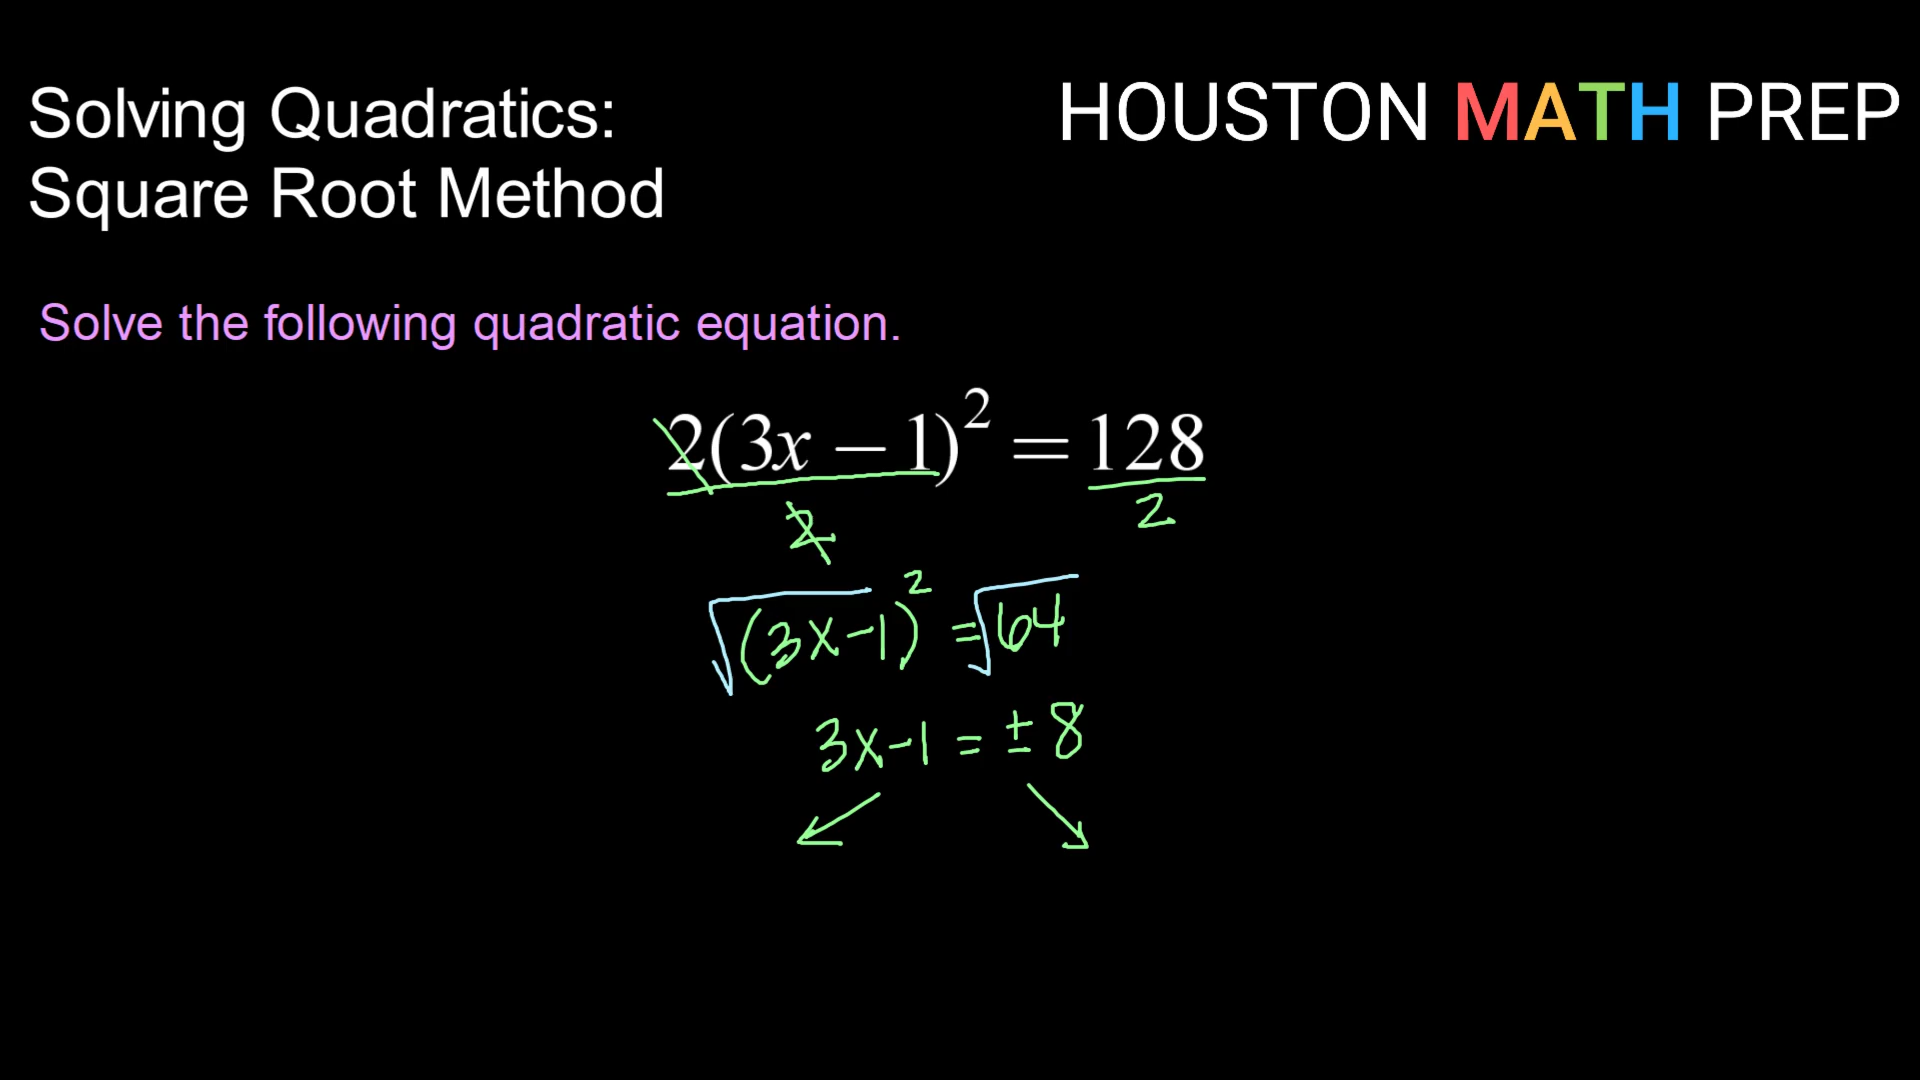 Solving Quadratics:
Square Root Method
HOUSTON MATH PREP
Solve the following quadratic equation.
2(3x − 1)² = 128
2 2
√(3x-1)² = √64
3x-1 = ± 8